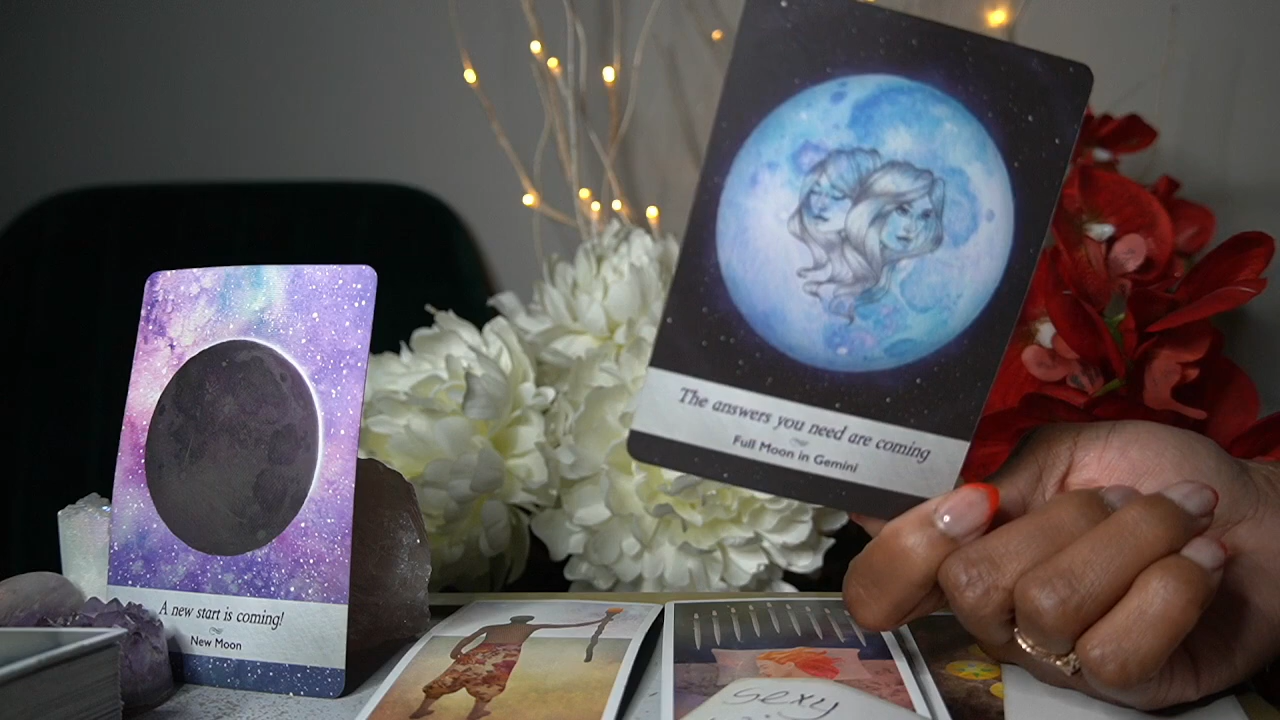 The answers you need are coming
Full Moon in Gemini
A new start is coming!
New Moon
sexy